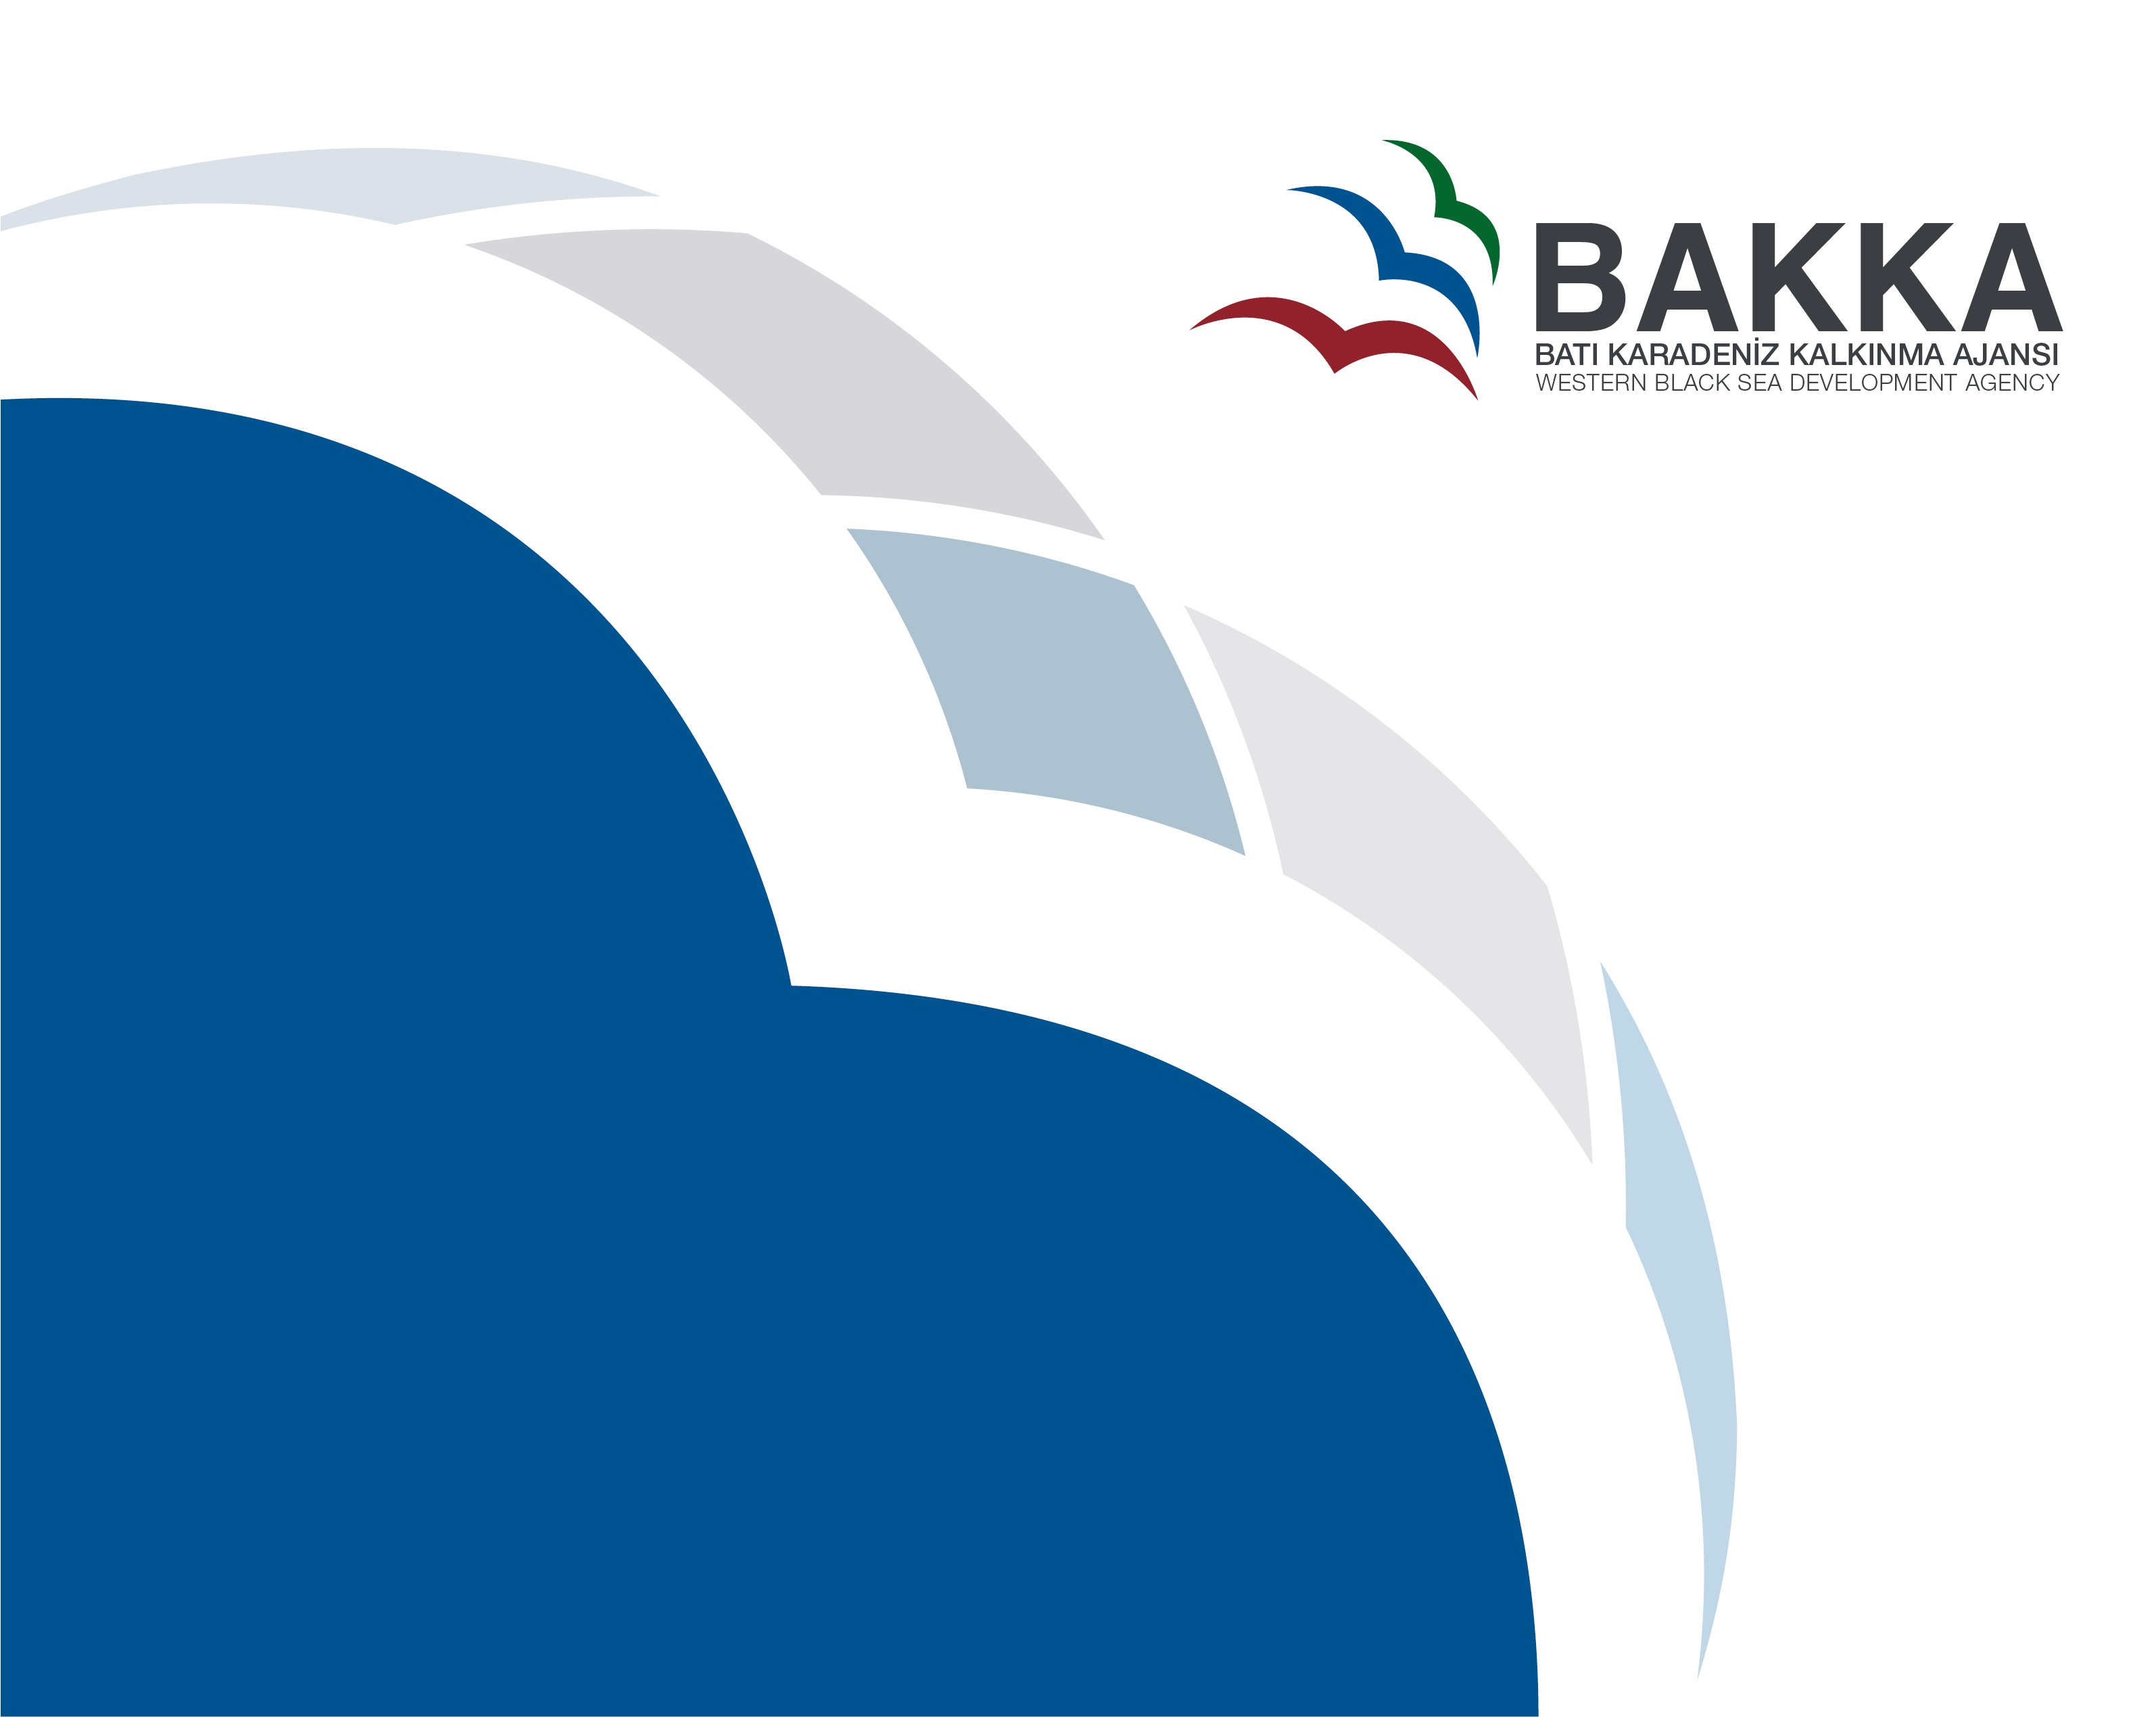 BAKKA
BATI KARADENİZ KALKINMA AJANSI
WESTERN BLACK SEA DEVELOPMENT AGENCY